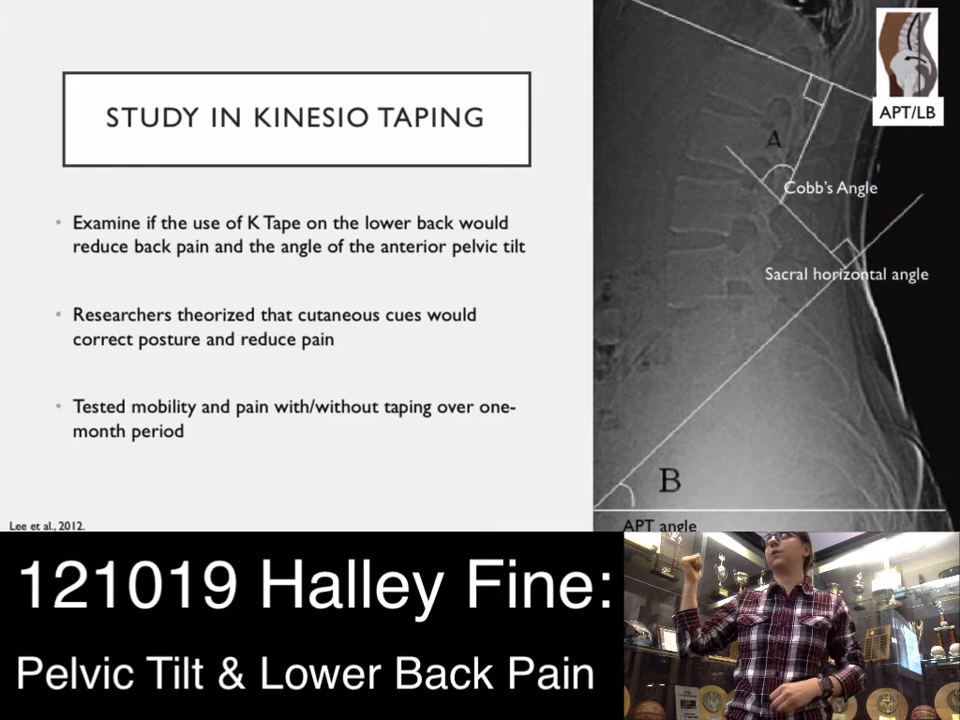 STUDY IN KINESIO TAPING
• Examine if the use of K Tape on the lower back would
reduce back pain and the angle of the anterior pelvic tilt
• Researchers theorized that cutaneous cues would
correct posture and reduce pain
• Tested mobility and pain with/without taping over one-
month period
Lee et al., 2012.
APT/LB
A
Cobb's Angle
Sacral horizontal angle
B
APT angle
121019 Halley Fine:
Pelvic Tilt & Lower Back Pain